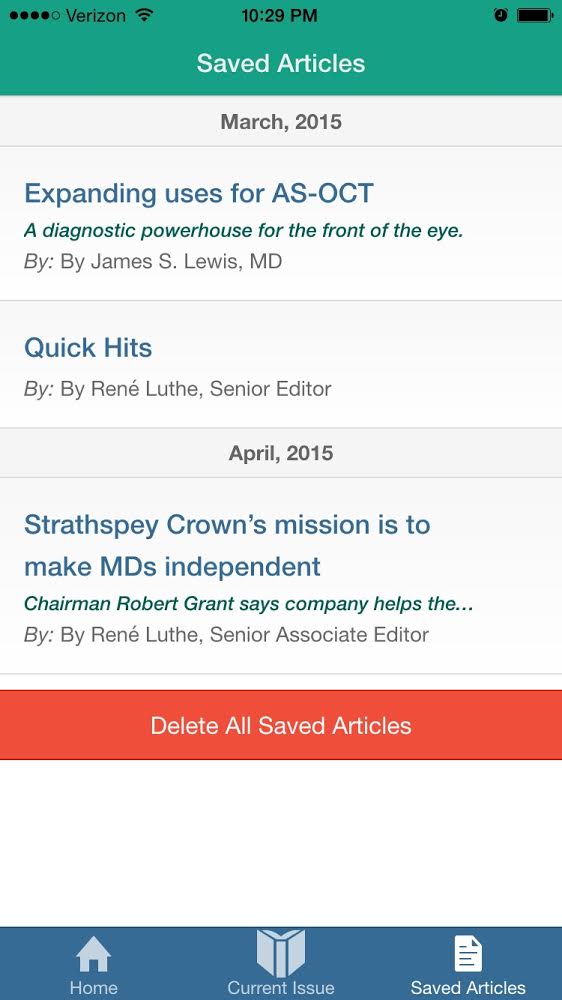 Verizon 10:29 PM
Saved Articles
March, 2015
Expanding uses for AS-OCT
A diagnostic powerhouse for the front of the eye.
By: By James S. Lewis, MD
Quick Hits
By: By René Luthe, Senior Editor
April, 2015
Strathspey Crown’s mission is to
make MDs independent
Chairman Robert Grant says company helps the...
By: By René Luthe, Senior Associate Editor
Delete All Saved Articles
Home Current Issue Saved Articles